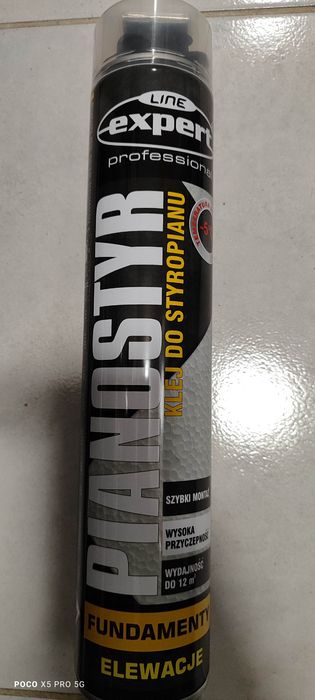 LINE
expert
professional
PIANOSTYR
KLEJ DO STYROPIANU
-5
SZYBKI MONTAŻ
WYSOKA
PRZYCZEPNOŚĆ
WYDAJNOŚĆ
DO 12 m²
FUNDAMENTY
ELEWACJE
POCO X5 PRO 5G